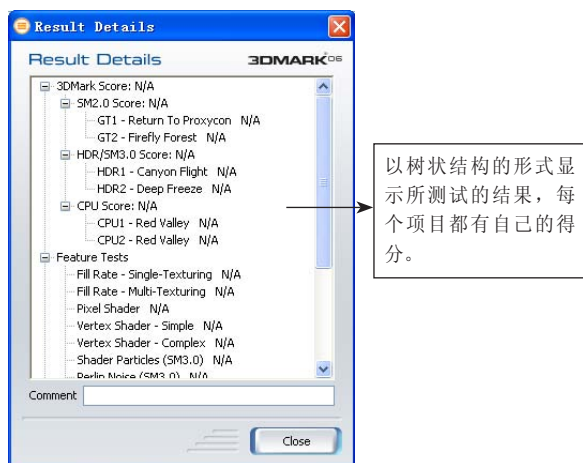 Result Details
Result Details
3DMARK06
3DMark Score: N/A
SM2.0 Score: N/A
GT1 - Return To Proxycon N/A
GT2 - Firefly Forest N/A
HDR/SM3.0 Score: N/A
HDR1 - Canyon Flight N/A
HDR2 - Deep Freeze N/A
CPU Score: N/A
CPU1 - Red Valley N/A
CPU2 - Red Valley N/A
Feature Tests
Fill Rate - Single-Texturing N/A
Fill Rate - Multi-Texturing N/A
Pixel Shader N/A
Vertex Shader - Simple N/A
Vertex Shader - Complex N/A
Shader Particles (SM3.0) N/A
Perlin Noise (SM3.0) N/A
Comment
Close
以树状结构的形式显
示所测试的结果，每
个项目都有自己的得
分。